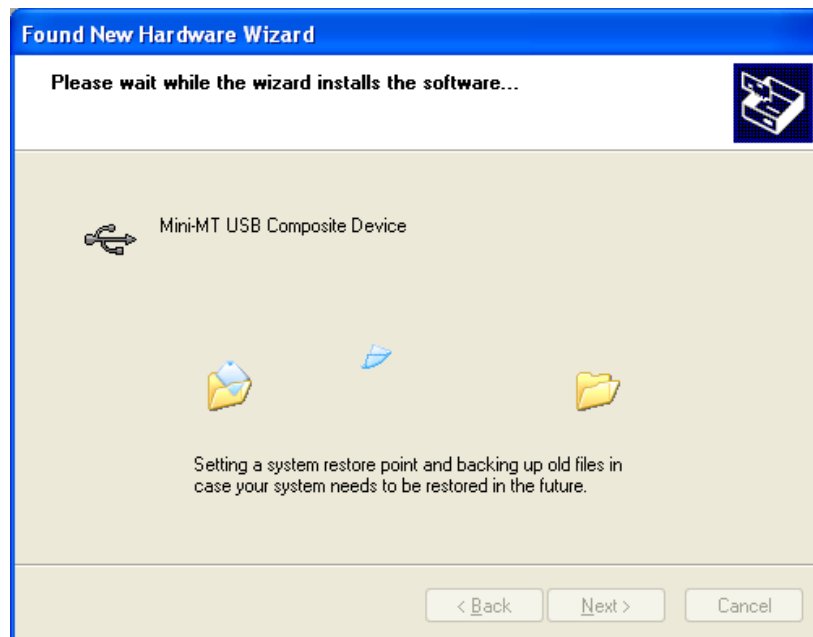 Found New Hardware Wizard
Please wait while the wizard installs the software...
Mini-MT USB Composite Device
Setting a system restore point and backing up old files in
case your system needs to be restored in the future.
< Back Next > Cancel